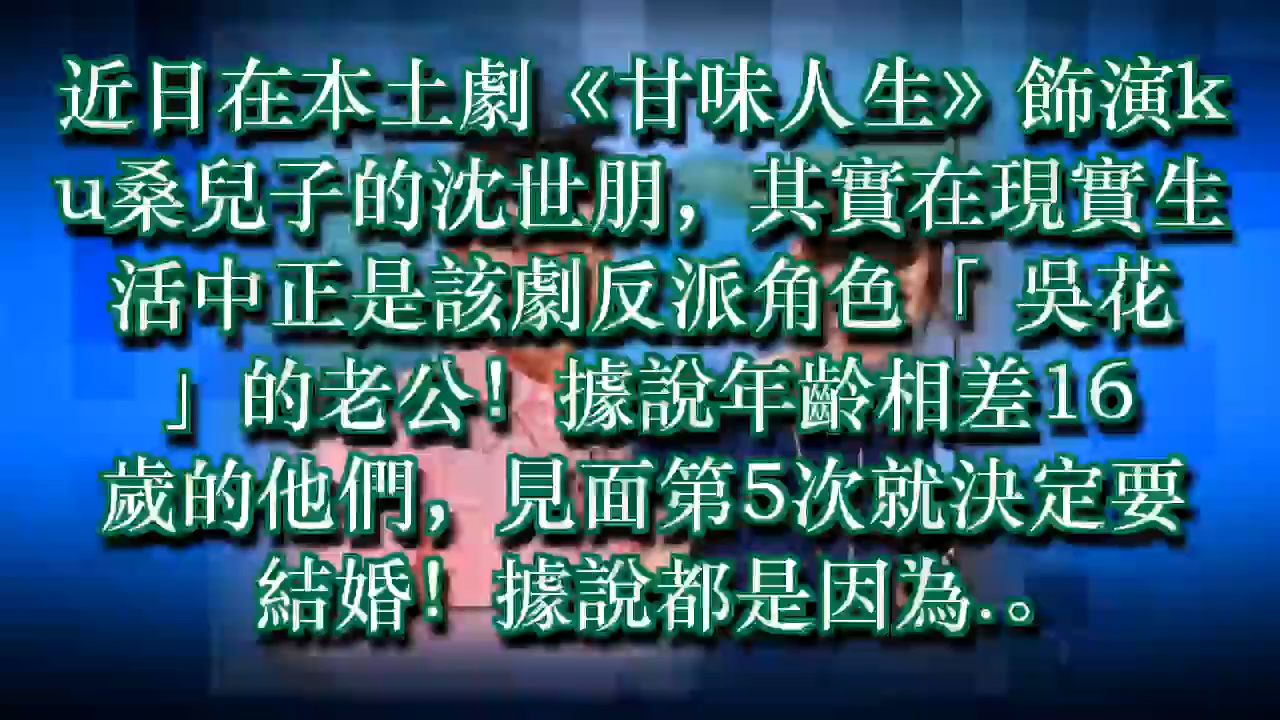 近日在本土劇《甘味人生》飾演k
u桑兒子的沈世朋，其實在現實生
活中正是該劇反派角色「 吳花
」的老公！據說年齡相差16
歲的他們，見面第5次就決定要
結婚！據說都是因為.。